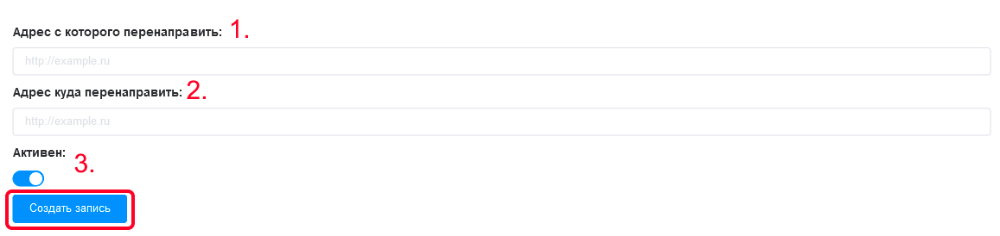 Адрес с которого перенаправить: 1.
http://example.ru
Адрес куда перенаправить: 2.
http://example.ru
Активен: 3.
Создать запись